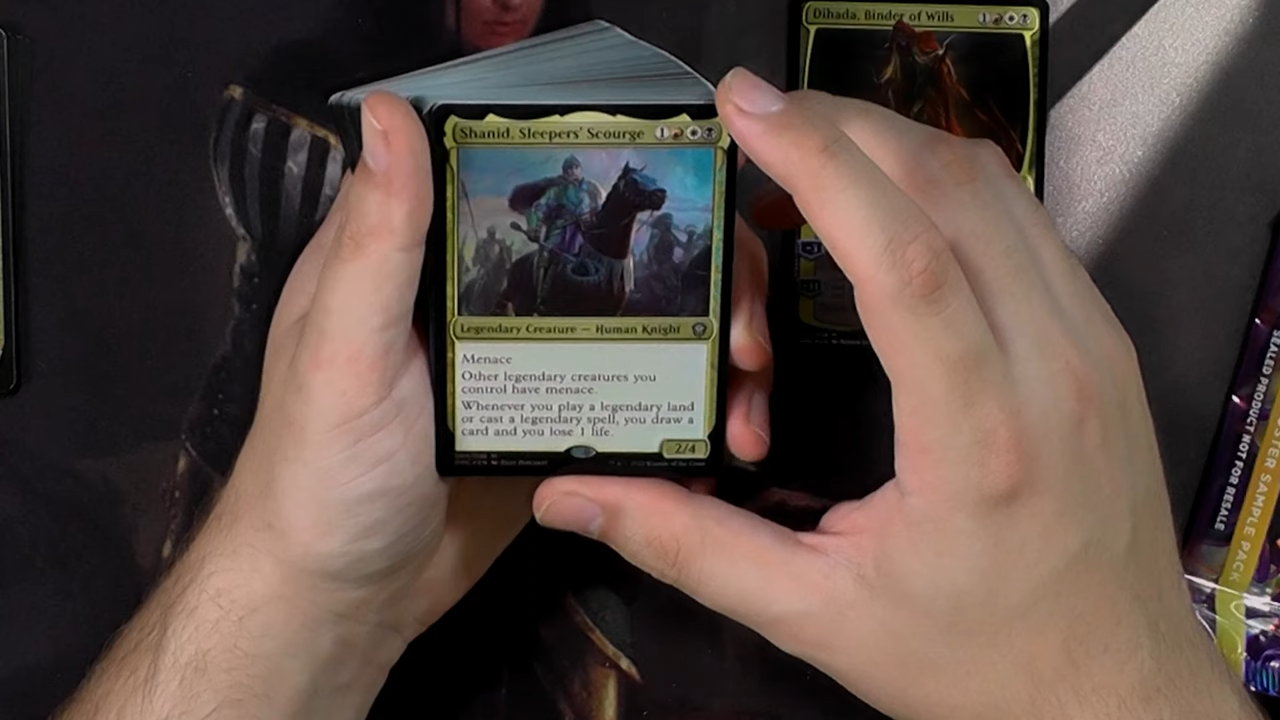 Dihada, Binder of Wills 1
Shanid, Sleepers' Scourge 1
Legendary Creature — Human Knight
Menace
Other legendary creatures you
control have menace.
Whenever you play a legendary land
or cast a legendary spell, you draw a
card and you lose 1 life.
2/4
SEALED PRODUCT NOT FOR RESALE
SAMPLE PACK